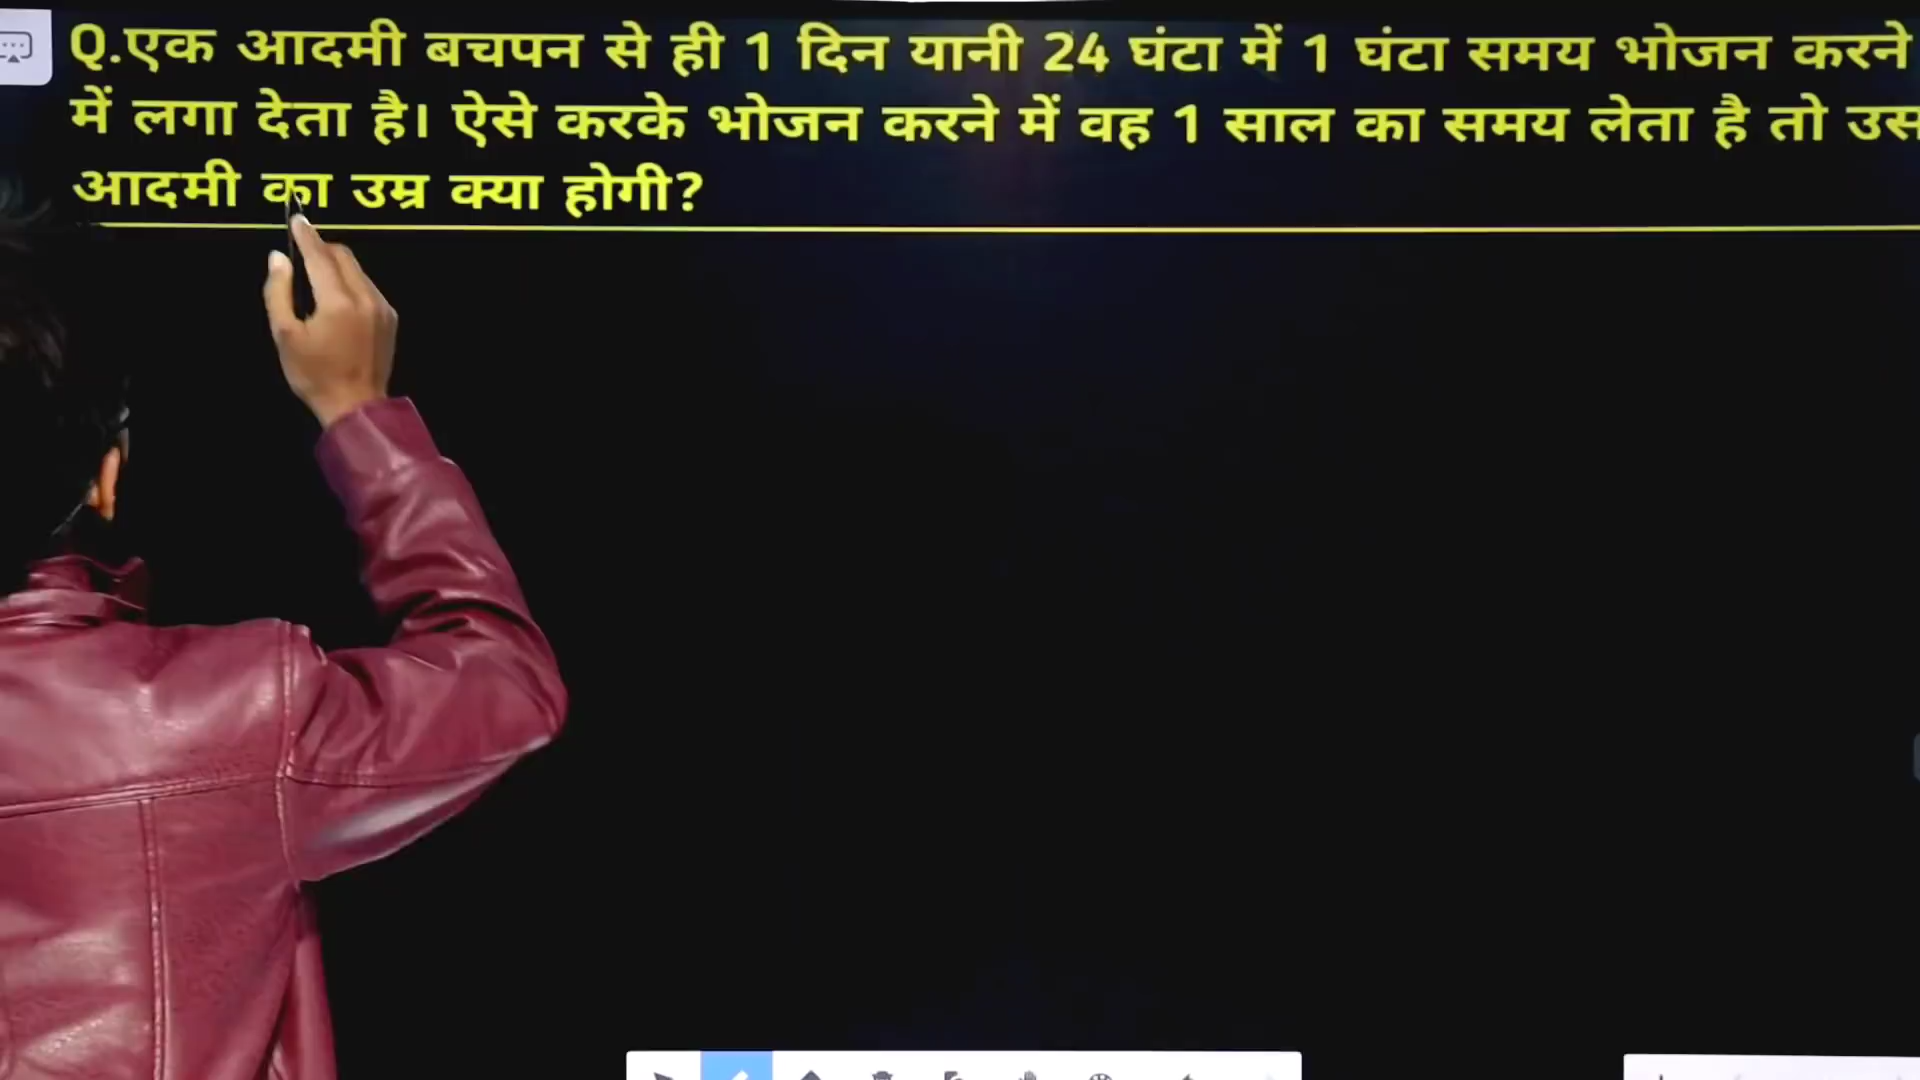 Q.एक आदमी बचपन से ही 1 दिन यानी 24 घंटा में 1 घंटा समय भोजन करने
में लगा देता है। ऐसे करके भोजन करने में वह 1 साल का समय लेता है तो उस
आदमी का उम्र क्या होगी?